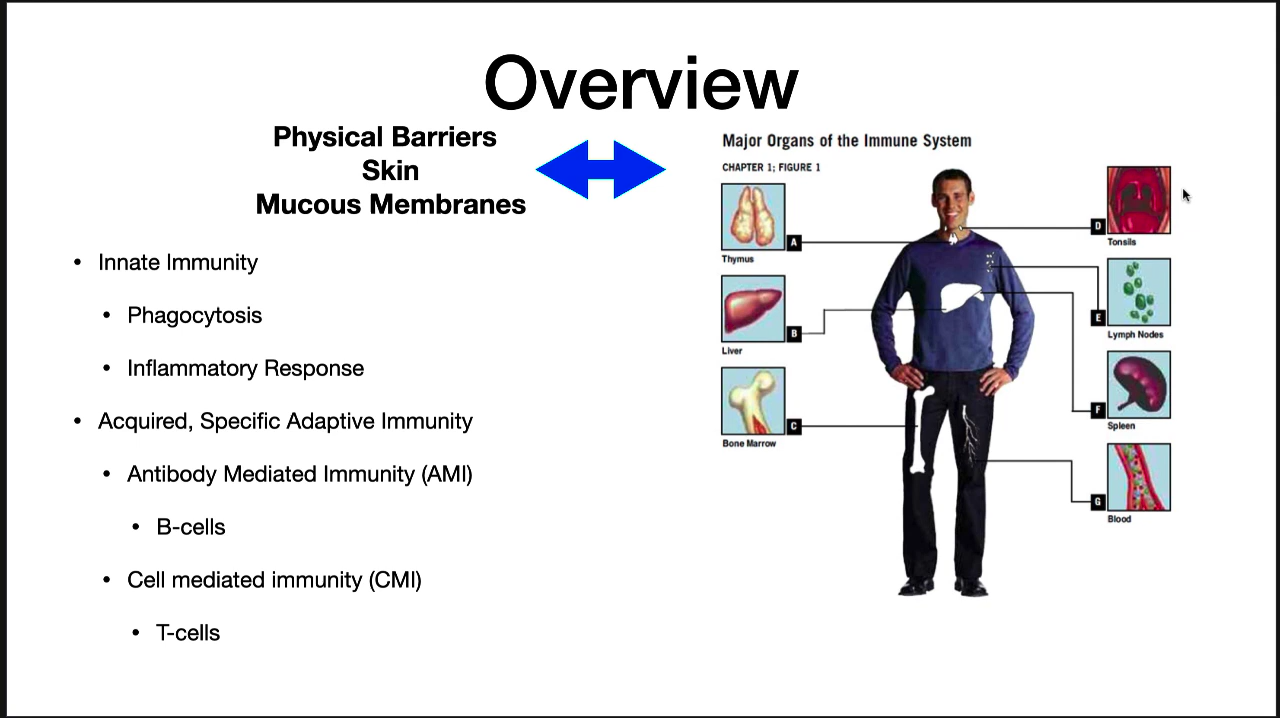 Overview
Physical Barriers
Skin
Mucous Membranes
• Innate Immunity
• Phagocytosis
• Inflammatory Response
• Acquired, Specific Adaptive Immunity
• Antibody Mediated Immunity (AMI)
• B-cells
• Cell mediated immunity (CMI)
• T-cells
Major Organs of the Immune System
CHAPTER 1; FIGURE 1
A
Thymus
B
Liver
C
Bone Marrow
D
Tonsils
E
Lymph Nodes
F
Spleen
G
Blood